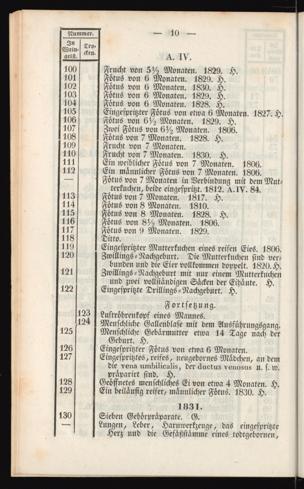 — 10 —
Nummer.
In Wein- geist. Tro- cken.
A. IV.
100 Frucht von 5½ Monaten. 1829. H.
101 Fötus von 6 Monaten. 1829. H.
102 Fötus von 6 Monaten. 1830. H.
103 Fötus von 6 Monaten. 1829. H.
104 Fötus von 6 Monaten. 1828. H.
105 Eingespritzter Fötus von etwa 6 Monaten. 1827. H.
106 Fötus von 6½ Monaten. 1829. H.
107 Zwei Fötus von 6½ Monaten. 1806.
108 Fötus von 7 Monaten. 1828. H.
109 Frucht von 7 Monaten.
110 Frucht von 7 Monaten. 1830. H.
111 Ein weiblicher Fötus von 7 Monaten. 1806.
112 Ein männlicher Fötus von 7 Monaten. 1806.
— Fötus von 7 Monaten in Verbindung mit dem Mut-
terkuchen, beide eingespritzt. 1812. A. IV. 84.
113 Fötus von 7 Monaten. 1817. H.
114 Fötus von 8 Monaten. 1810.
115 Fötus von 8 Monaten. 1828. H.
116 Fötus von 8½ Monaten. 1806.
117 Fötus von 9 Monaten. 1829.
118 Ditto.
119 Eingespritzter Mutterkuchen eines reifen Eies. 1806.
120 Zwillings-Nachgeburt. Die Mutterkuchen sind ver-
bunden und die Eier vollkommen doppelt. 1820. H.
121 Zwillings-Nachgeburt mit nur einem Mutterkuchen
und zwei vollständigen Säcken der Eihäute. H.
122 Eingespritzte Drillings-Nachgeburt. H.
Fortsetzung.
123 Luftröhrenkopf eines Mannes.
124 Menschliche Gallenblase mit dem Ausführungsgang.
125 Menschliche Gebärmutter etwa 14 Tage nach der
Geburt. H.
126 Eingespritzter Fötus von etwa 6 Monaten.
127 Eingespritztes, reifes, neugebornes Mädchen, an dem
die vena umbilicalis, der ductus venosus u. s. w.
präparirt sind. H.
128 Geöffnetes menschliches Ei von etwa 4 Monaten. H.
129 Ein beiläufig reifer, männlicher Fötus. 1830. H.
1831.
130 Sieben Gehörpräparate. G.
— Lungen, Leber, Harnwerkzeuge, das eingespritzte
Herz und die Gefäßstämme eines todtgebornen,